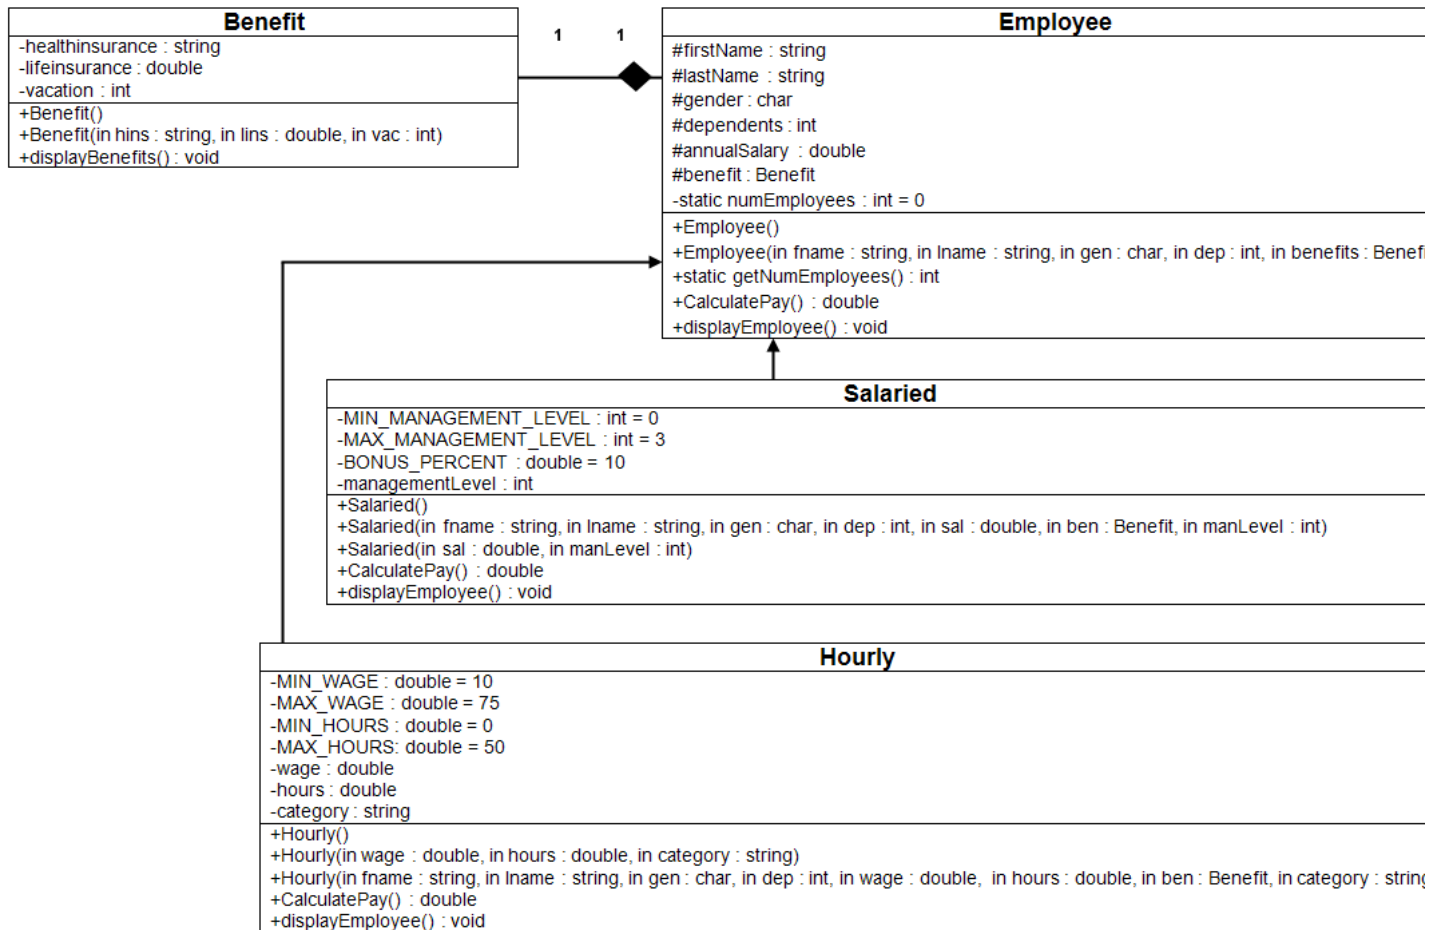 Benefit
-healthinsurance : string
-lifeinsurance : double
-vacation : int
+Benefit()
+Benefit(in hins : string, in lins : double, in vac : int)
+displayBenefits() : void
1 1
Employee
#firstName : string
#lastName : string
#gender : char
#dependents : int
#annualSalary : double
#benefit : Benefit
-static numEmployees : int = 0
+Employee()
+Employee(in fname : string, in lname : string, in gen : char, in dep : int, in benefits : Benefi
+static getNumEmployees() : int
+CalculatePay() : double
+displayEmployee() : void
Salaried
-MIN_MANAGEMENT_LEVEL : int = 0
-MAX_MANAGEMENT_LEVEL : int = 3
-BONUS_PERCENT : double = 10
-managementLevel : int
+Salaried()
+Salaried(in fname : string, in lname : string, in gen : char, in dep : int, in sal : double, in ben : Benefit, in manLevel : int)
+Salaried(in sal : double, in manLevel : int)
+CalculatePay() : double
+displayEmployee() : void
Hourly
-MIN_WAGE : double = 10
-MAX_WAGE : double = 75
-MIN_HOURS : double = 0
-MAX_HOURS: double = 50
-wage : double
-hours : double
-category : string
+Hourly()
+Hourly(in wage : double, in hours : double, in category : string)
+Hourly(in fname : string, in lname : string, in gen : char, in dep : int, in wage : double, in hours : double, in ben : Benefit, in category : string
+CalculatePay() : double
+displayEmployee() : void